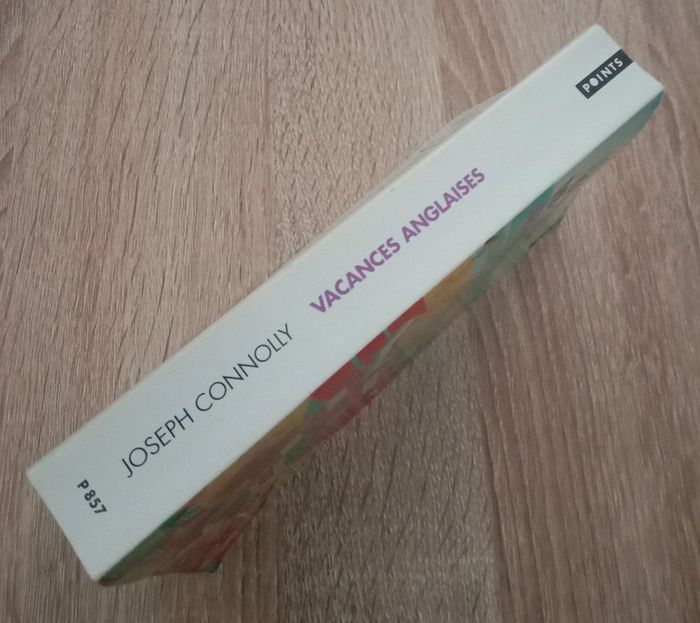 P 857
JOSEPH CONNOLLY
VACANCES ANGLAISES
POINTS